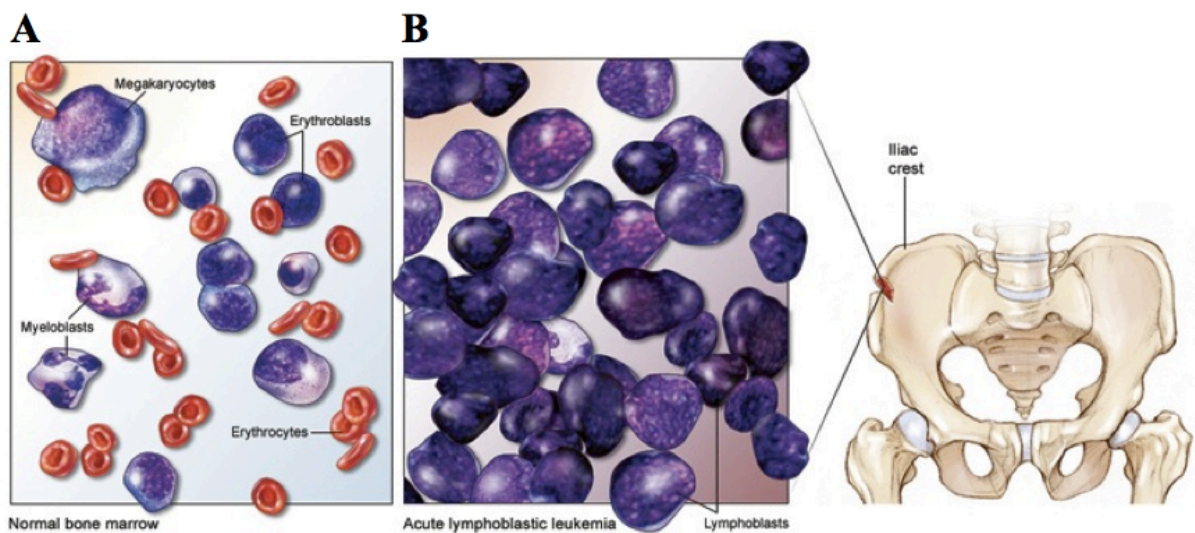 A
B
Megakaryocytes
Erythroblasts
Myeloblasts
Erythrocytes
Normal bone marrow
Acute lymphoblastic leukemia
Lymphoblasts
Iliac
crest